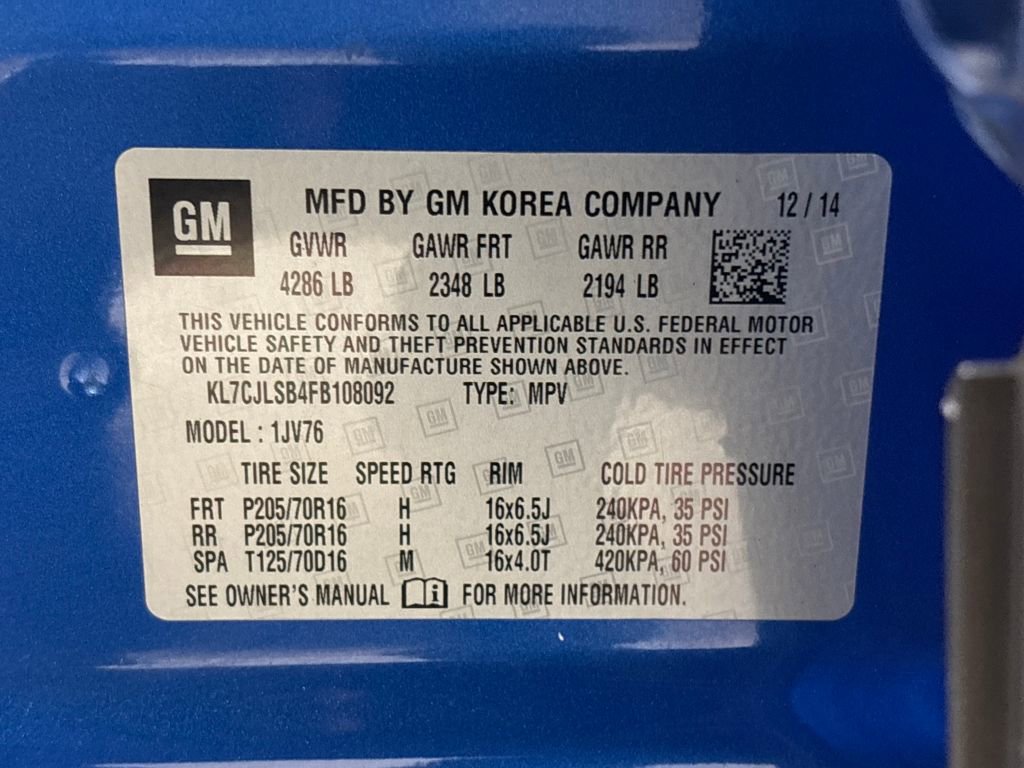 GM MFD BY GM KOREA COMPANY 12/14
GVWR GAWR FRT GAWR RR
4286 LB 2348 LB 2194 LB
THIS VEHICLE CONFORMS TO ALL APPLICABLE U.S. FEDERAL MOTOR
VEHICLE SAFETY AND THEFT PREVENTION STANDARDS IN EFFECT
ON THE DATE OF MANUFACTURE SHOWN ABOVE.
KL7CJLSB4FB108092 TYPE: MPV
MODEL : 1JV76
TIRE SIZE SPEED RTG RIM COLD TIRE PRESSURE
FRT P205/70R16 H 16x6.5J 240KPA, 35 PSI
RR P205/70R16 H 16x6.5J 240KPA, 35 PSI
SPA T125/70D16 M 16x4.0T 420KPA, 60 PSI
SEE OWNER'S MANUAL i FOR MORE INFORMATION.